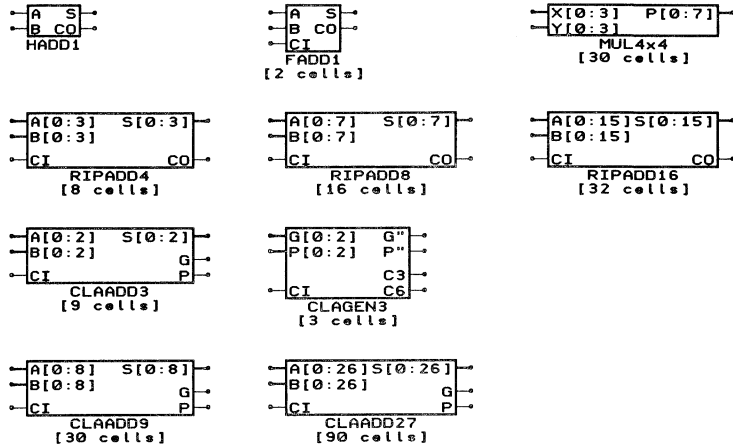 A S
B CO
HADD1
A S
B CO
CI
FADD1
[2 cells]
X[0:3] P[0:7]
Y[0:3]
MUL4x4
[30 cells]
A[0:3] S[0:3]
B[0:3]
CI CO
RIPADD4
[8 cells]
A[0:7] S[0:7]
B[0:7]
CI CO
RIPADD8
[16 cells]
A[0:15] S[0:15]
B[0:15]
CI CO
RIPADD16
[32 cells]
A[0:2] S[0:2]
B[0:2]
G
CI P
CLAADD3
[9 cells]
G[0:2] G"
P[0:2] P"
C3
CI C6
CLAGEN3
[3 cells]
A[0:8] S[0:8]
B[0:8]
G
CI P
CLAADD9
[30 cells]
A[0:26] S[0:26]
B[0:26]
G
CI P
CLAADD27
[90 cells]